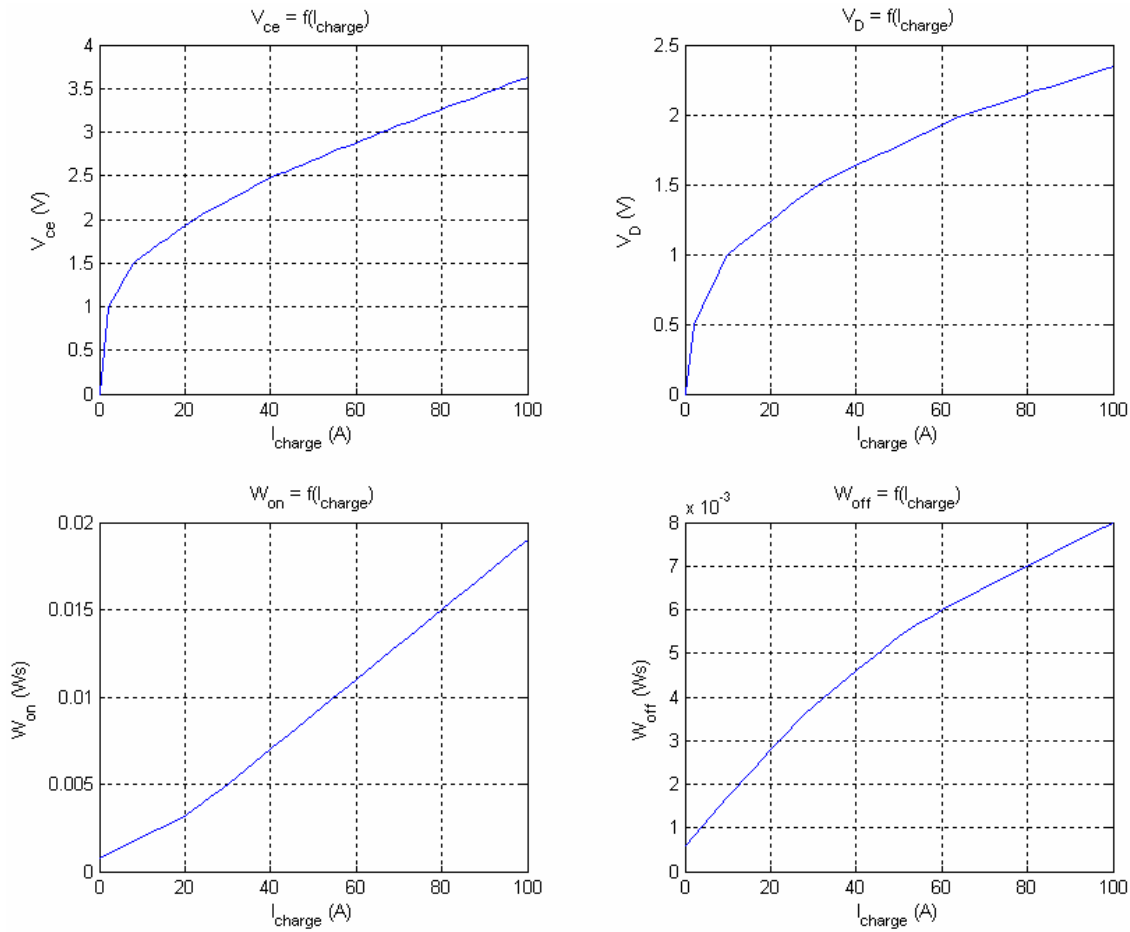 V_ce = f(I_charge)
4
3.5
3
2.5
2
1.5
1
0.5
0
V_ce (V)
0 20 40 60 80 100
I_charge (A)
V_D = f(I_charge)
2.5
2
1.5
1
0.5
0
V_D (V)
0 20 40 60 80 100
I_charge (A)
W_on = f(I_charge)
0.02
0.015
0.01
0.005
0
W_on (Ws)
0 20 40 60 80 100
I_charge (A)
W_off = f(I_charge)
x 10^-3
8
7
6
5
4
3
2
1
0
W_off (Ws)
0 20 40 60 80 100
I_charge (A)